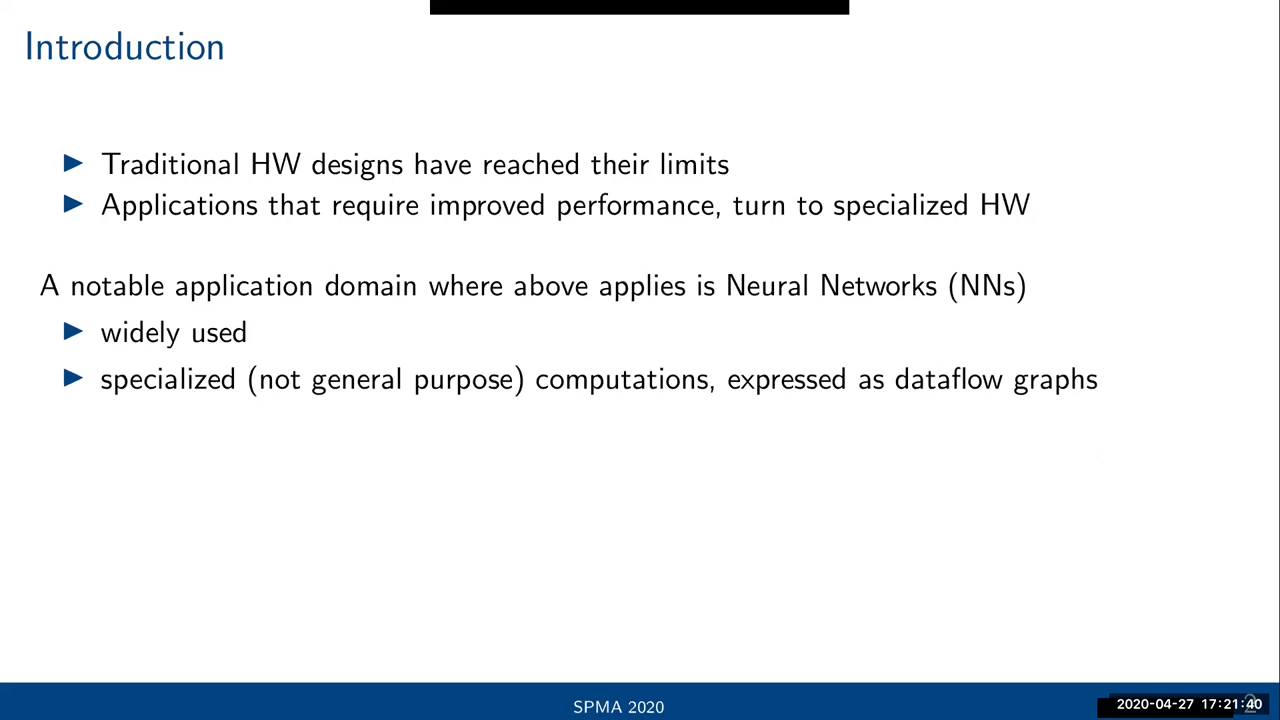 Introduction
Traditional HW designs have reached their limits
Applications that require improved performance, turn to specialized HW
A notable application domain where above applies is Neural Networks (NNs)
widely used
specialized (not general purpose) computations, expressed as dataflow graphs
SPMA 2020
2
2020-04-27 17:21:40